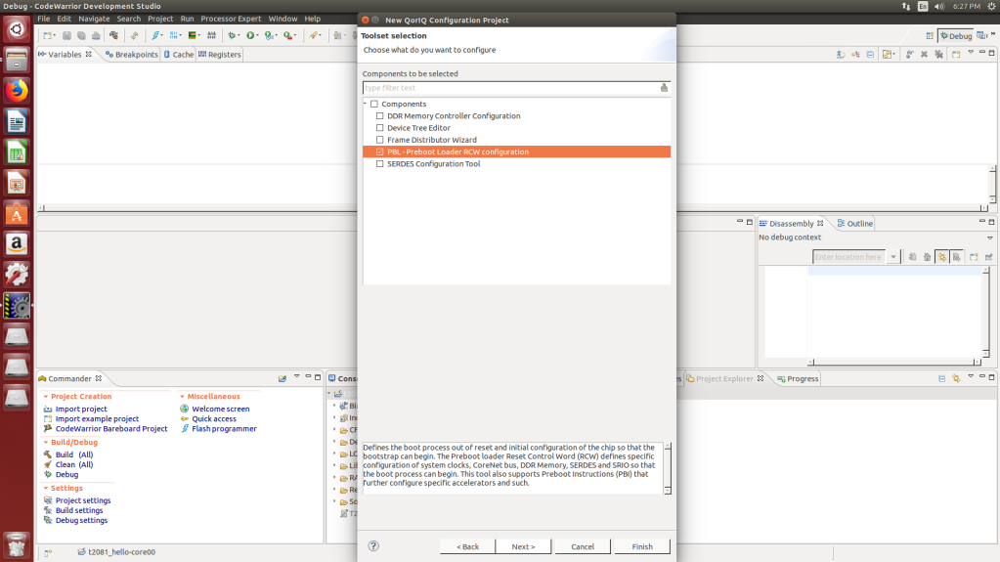 Debug - CodeWarrior Development Studio
En
6:27 PM
File Edit Navigate Search Project Run Processor Expert Window Help
Debug
Variables
Breakpoints
Cache
Registers
New QorIQ Configuration Project
Toolset selection
Choose what do you want to configure
Components to be selected
type filter text
Components
DDR Memory Controller Configuration
Device Tree Editor
Frame Distributor Wizard
PBL - Preboot Loader RCW configuration
SERDES Configuration Tool
Defines the boot process out of reset and initial configuration of the chip so that the
bootstrap can begin. The Preboot loader Reset Control Word (RCW) defines specific
configuration of system clocks, CoreNet bus, DDR Memory, SERDES and SRIO so that
the boot process can begin. This tool also supports Preboot Instructions (PBI) that
further configure specific accelerators and such.
< Back
Next >
Cancel
Finish
Disassembly
Outline
No debug context
Enter location here
Commander
Project Creation
Import project
Import example project
CodeWarrior Bareboard Project
Build/Debug
Build (All)
Clean (All)
Debug
Settings
Project settings
Build settings
Debug settings
Miscellaneous
Welcome screen
Quick access
Flash programmer
Cons
Bin
CF
De
LC
Lib
RA
Re
So
Project Explorer
Progress
t2081_hello-core00